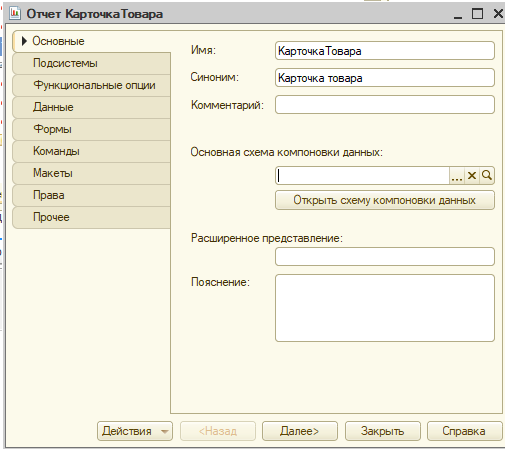 Отчет КарточкаТовара
Основные
Подсистемы
Функциональные опции
Данные
Формы
Команды
Макеты
Права
Прочее
Имя: КарточкаТовара
Синоним: Карточка товара
Комментарий:
Основная схема компоновки данных:
...
Открыть схему компоновки данных
Расширенное представление:
Пояснение:
Действия <Назад Далее> Закрыть Справка